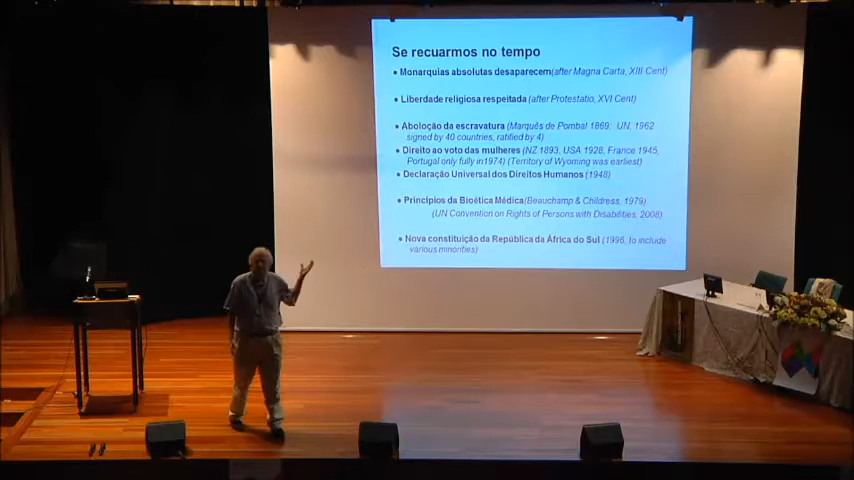 Se recuarmos no tempo
• Monarquias absolutas desaparecem(after Magna Carta, XIII Cent)
• Liberdade religiosa respeitada (after Protestatio, XVI Cent)
• Aboloção da escravatura (Marquês de Pombal 1869; UN, 1962
signed by 40 countries, ratified by 4)
• Direito ao voto das mulheres (NZ 1893, USA 1928, France 1945,
Portugal only fully in1974) (Territory of Wyoming was earliest)
• Declaração Universal dos Direitos Humanos (1948)
• Princípios da Bioética Médica(Beauchamp & Childress, 1979)
(UN Convention on Rights of Persons with Disabilities, 2008)
• Nova constituição da República da África do Sul (1996, to include
various minorities)